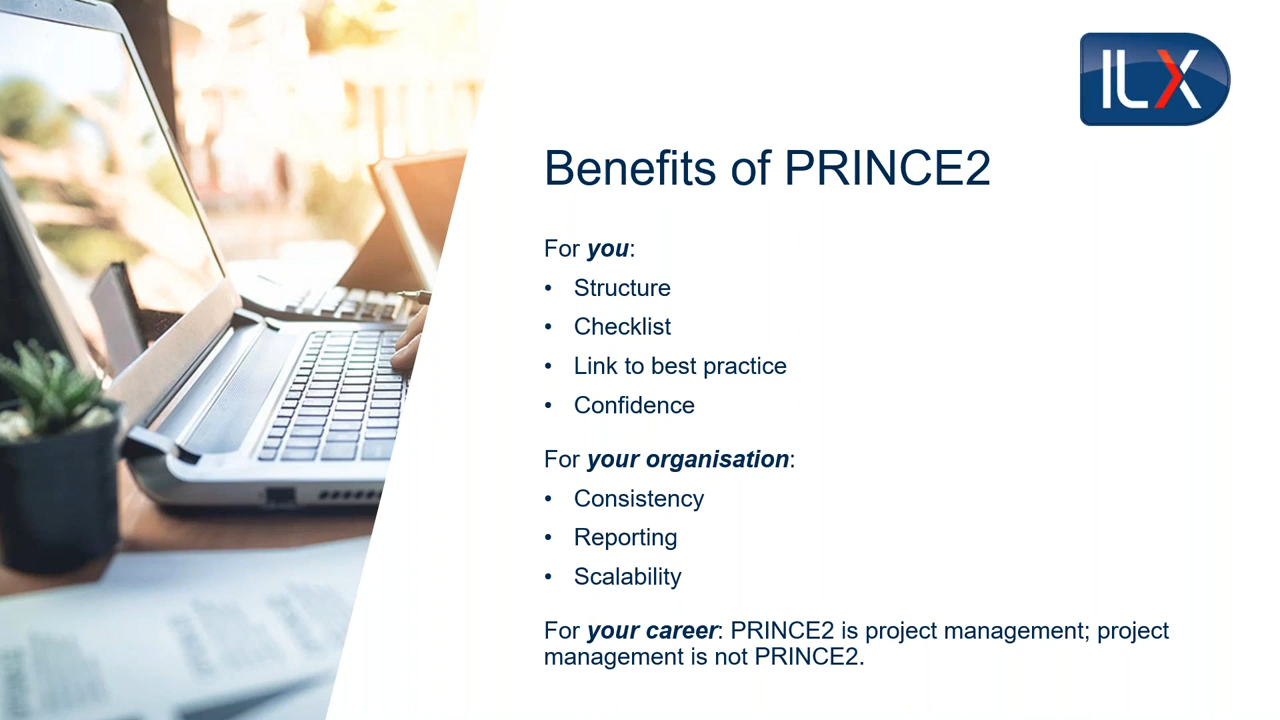 ILX
Benefits of PRINCE2
For you:
• Structure
• Checklist
• Link to best practice
• Confidence
For your organisation:
• Consistency
• Reporting
• Scalability
For your career: PRINCE2 is project management; project
management is not PRINCE2.